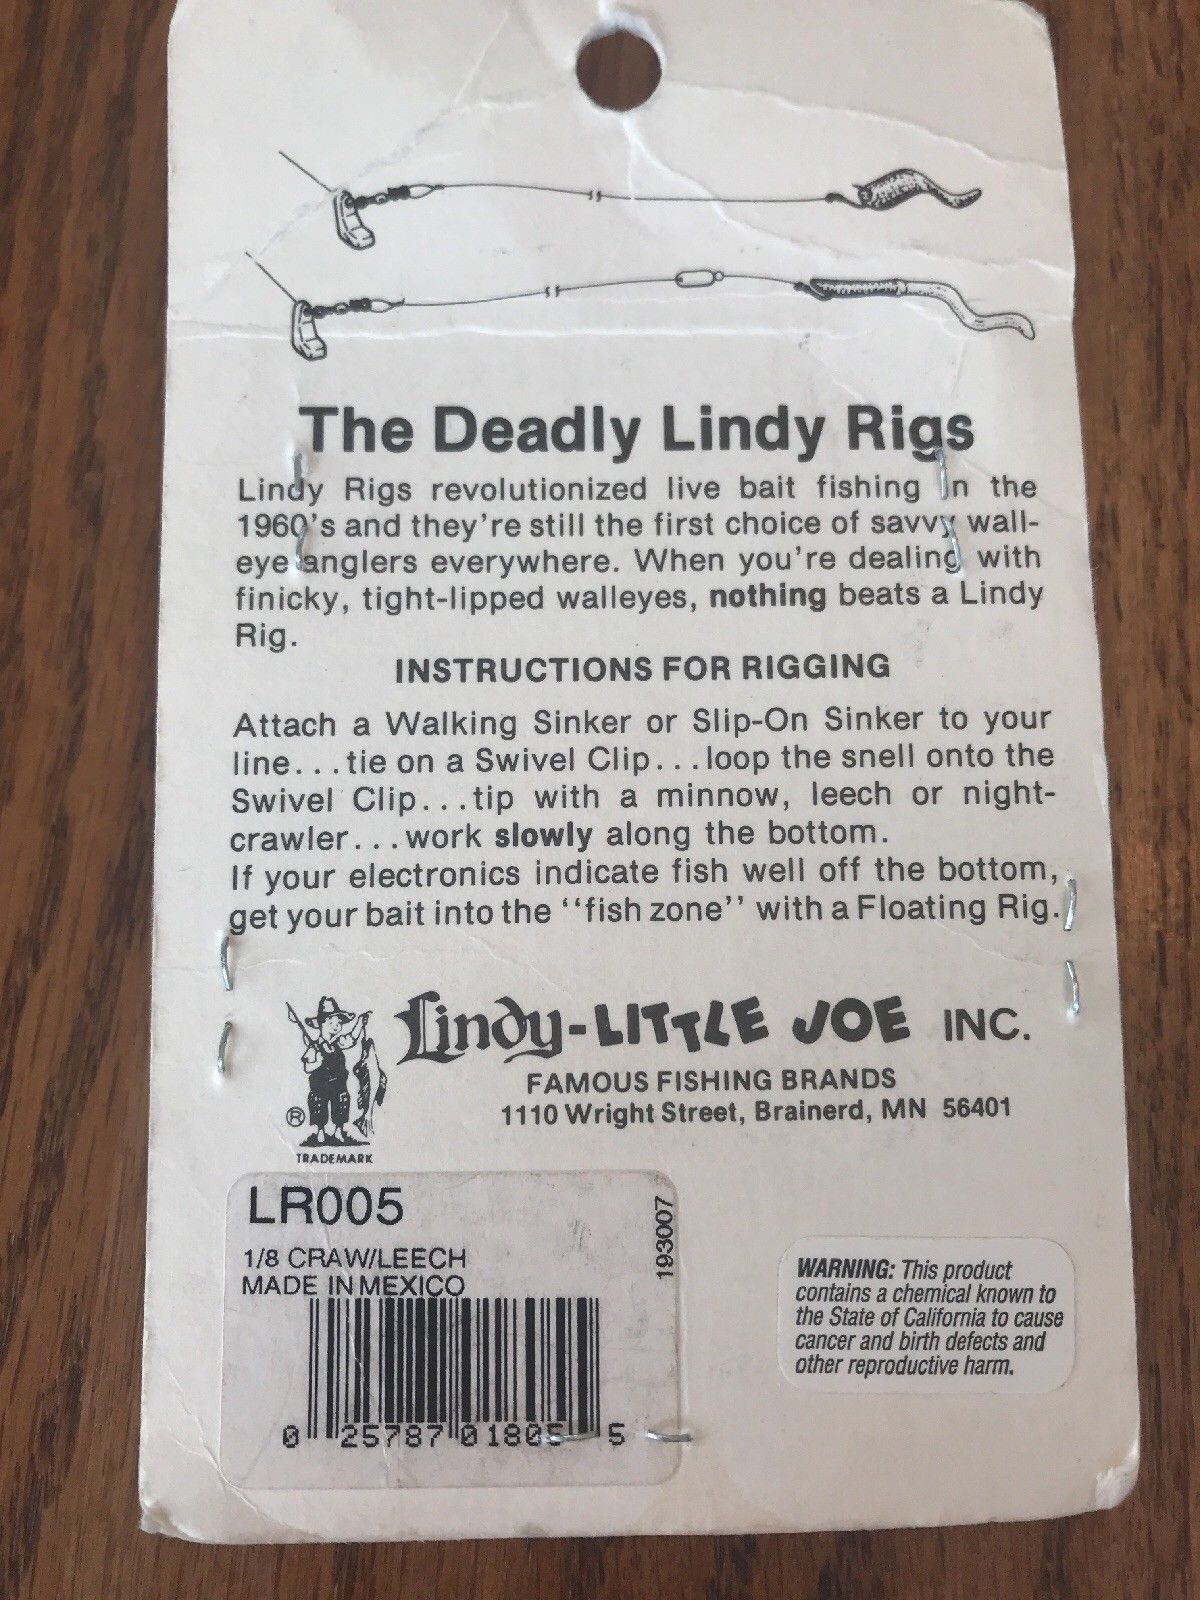 The Deadly Lindy Rigs
Lindy Rigs revolutionized live bait fishing in the
1960's and they're still the first choice of savvy wall-
eye anglers everywhere. When you're dealing with
finicky, tight-lipped walleyes, nothing beats a Lindy
Rig.
INSTRUCTIONS FOR RIGGING
Attach a Walking Sinker or Slip-On Sinker to your
line...tie on a Swivel Clip...loop the snell onto the
Swivel Clip...tip with a minnow, leech or night-
crawler...work slowly along the bottom.
If your electronics indicate fish well off the bottom,
get your bait into the ‘‘fish zone’’ with a Floating Rig.
Lindy-LITTLE JOE INC.
FAMOUS FISHING BRANDS
1110 Wright Street, Brainerd, MN 56401
®
TRADEMARK
LR005
1/8 CRAW/LEECH
MADE IN MEXICO
193007
0 25787 01805 5
WARNING: This product
contains a chemical known to
the State of California to cause
cancer and birth defects and
other reproductive harm.